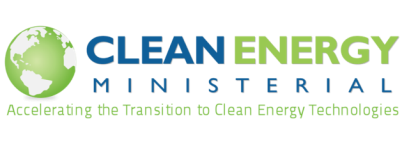 CLEAN ENERGY
MINISTERIAL
Accelerating the Transition to Clean Energy Technologies